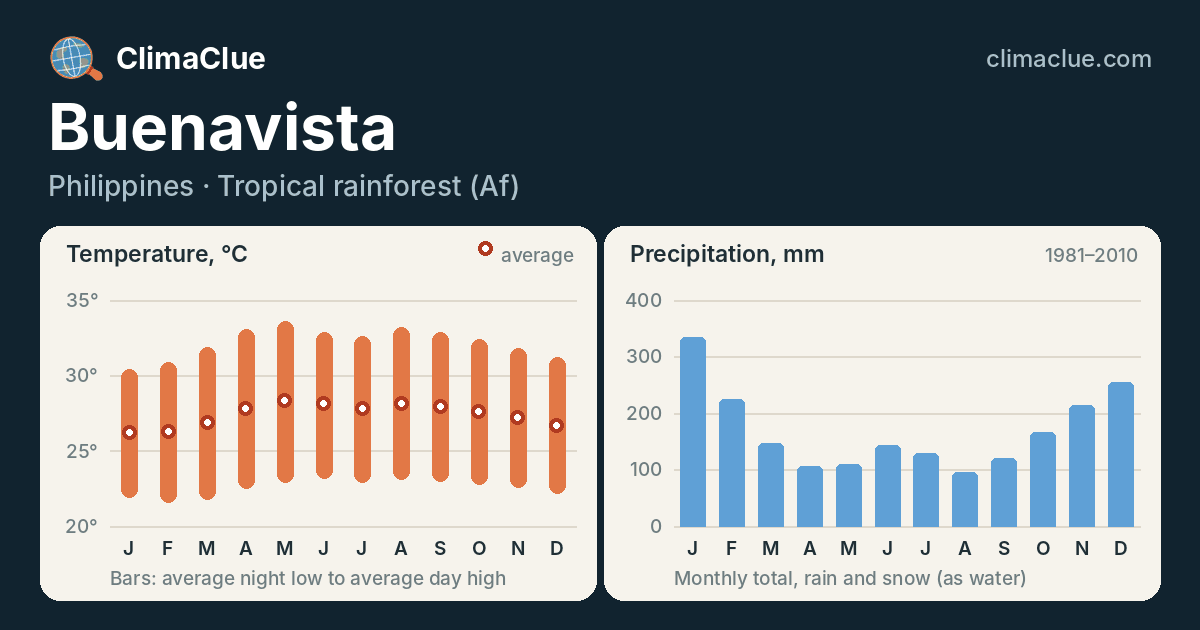 ClimaClue
climaclue.com
Buenavista
Philippines · Tropical rainforest (Af)
Temperature, °C
average
35°
30°
25°
20°
J F M A M J J A S O N D
Bars: average night low to average day high
Precipitation, mm
1981–2010
400
300
200
100
0
J F M A M J J A S O N D
Monthly total, rain and snow (as water)